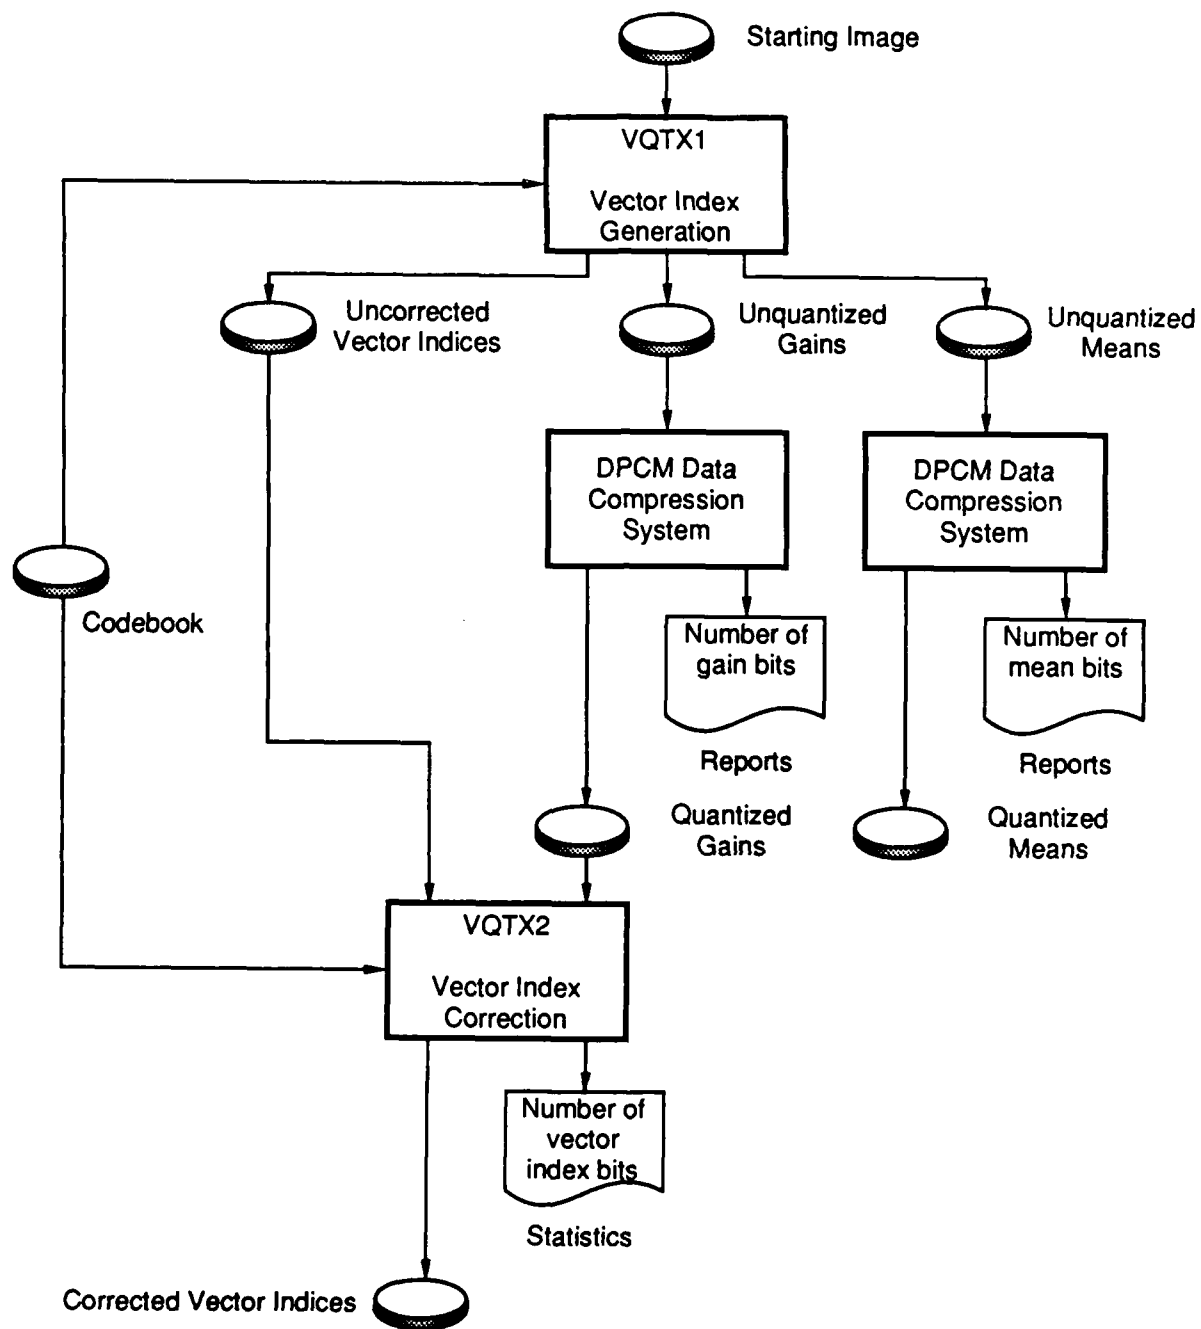 Starting Image
VQTX1
Vector Index
Generation
Uncorrected
Vector Indices
Unquantized
Gains
Unquantized
Means
DPCM Data
Compression
System
DPCM Data
Compression
System
Codebook
Number of
gain bits
Number of
mean bits
Reports
Reports
Quantized
Gains
Quantized
Means
VQTX2
Vector Index
Correction
Number of
vector
index bits
Statistics
Corrected Vector Indices